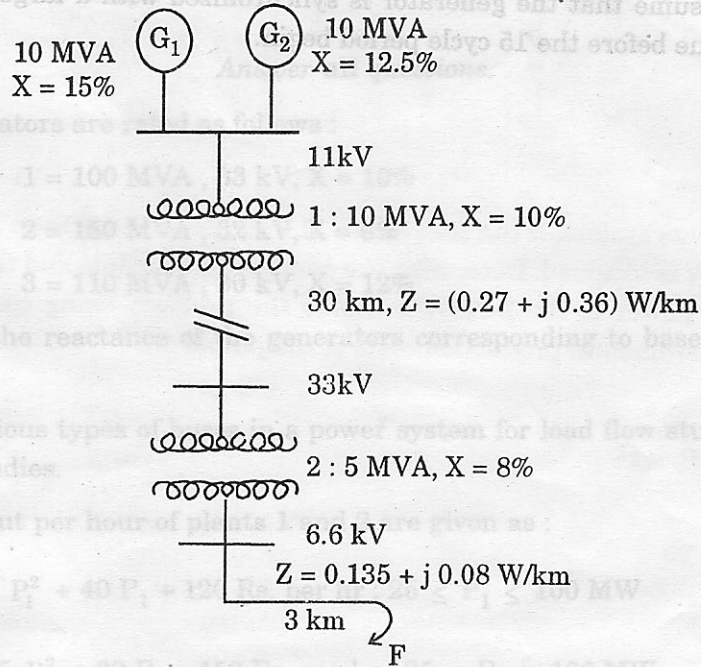 10 MVA
X = 15%
G1
G2
10 MVA
X = 12.5%
11kV
1 : 10 MVA, X = 10%
30 km, Z = (0.27 + j 0.36) W/km
33kV
2 : 5 MVA, X = 8%
6.6 kV
Z = 0.135 + j 0.08 W/km
3 km
F